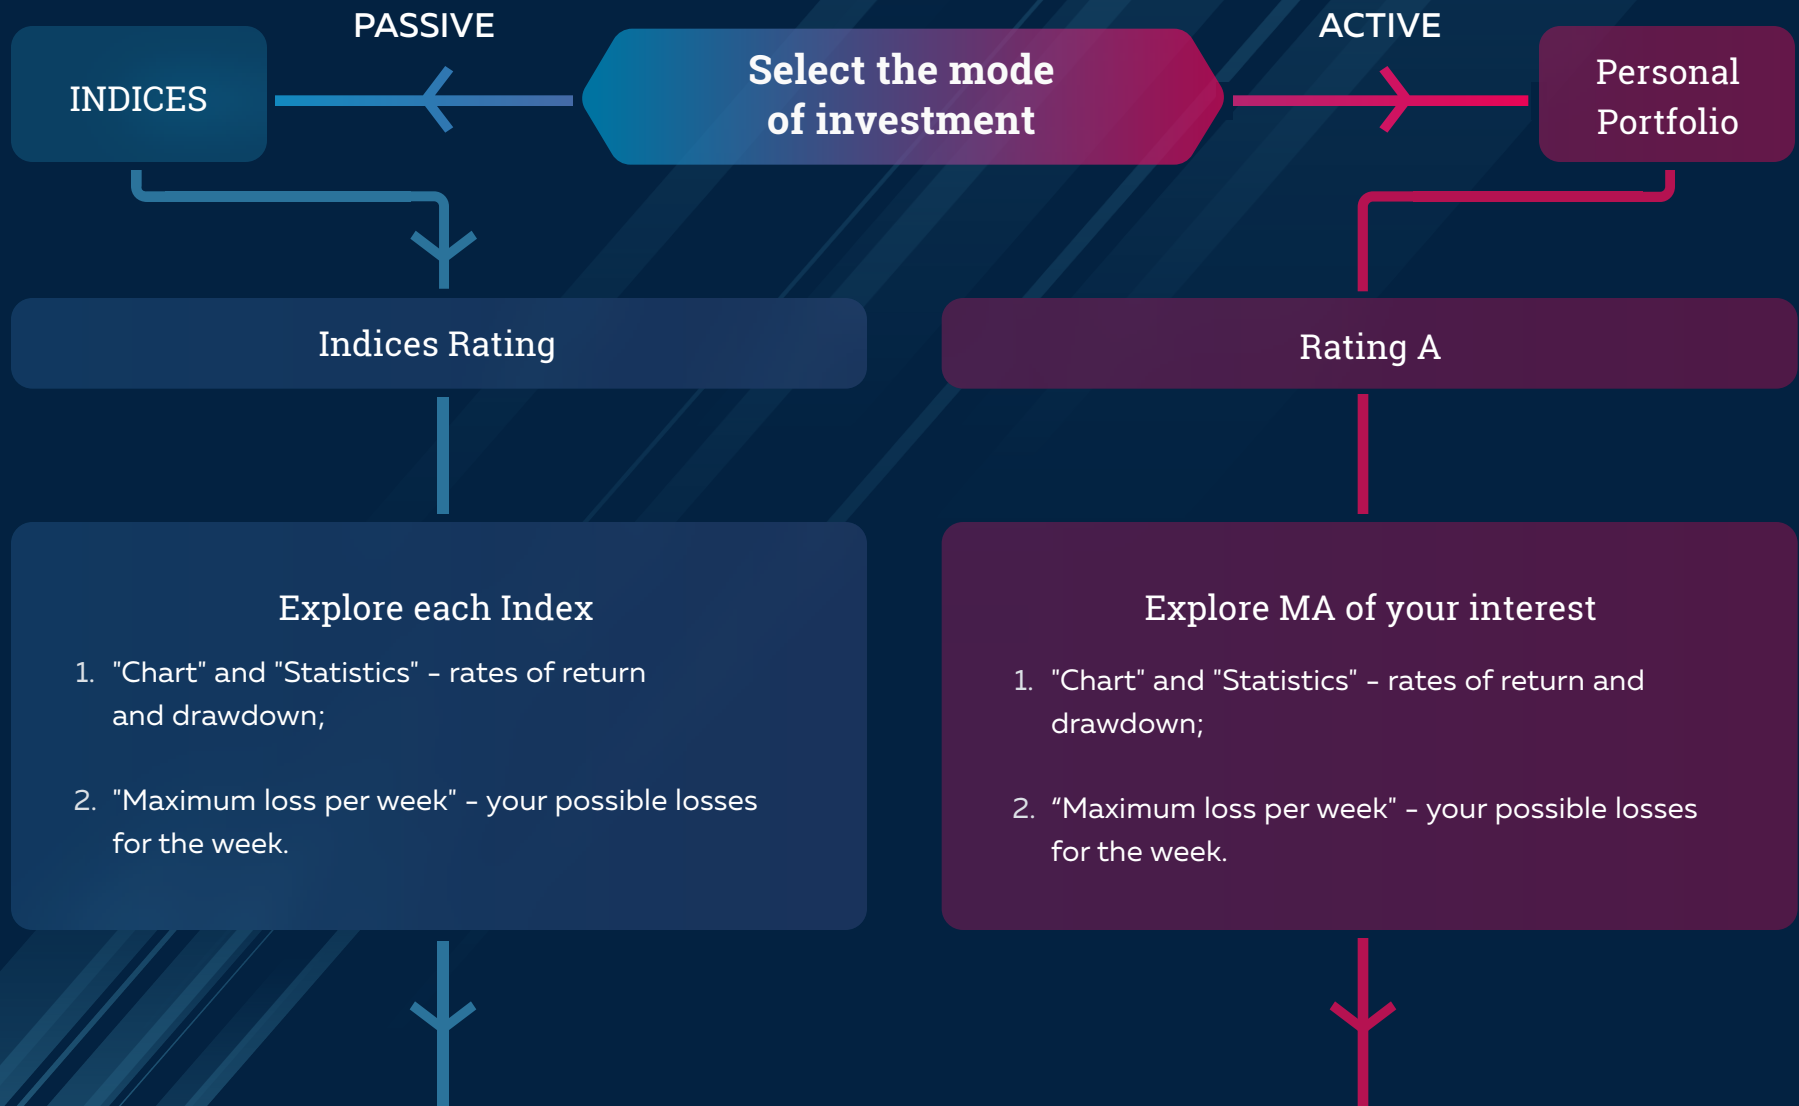 PASSIVE
ACTIVE
INDICES
Select the mode
of investment
Personal
Portfolio
Indices Rating
Rating A
Explore each Index
1. "Chart" and "Statistics" - rates of return
and drawdown;
2. "Maximum loss per week" - your possible losses
for the week.
Explore MA of your interest
1. "Chart" and "Statistics" - rates of return and
drawdown;
2. “Maximum loss per week" - your possible losses
for the week.